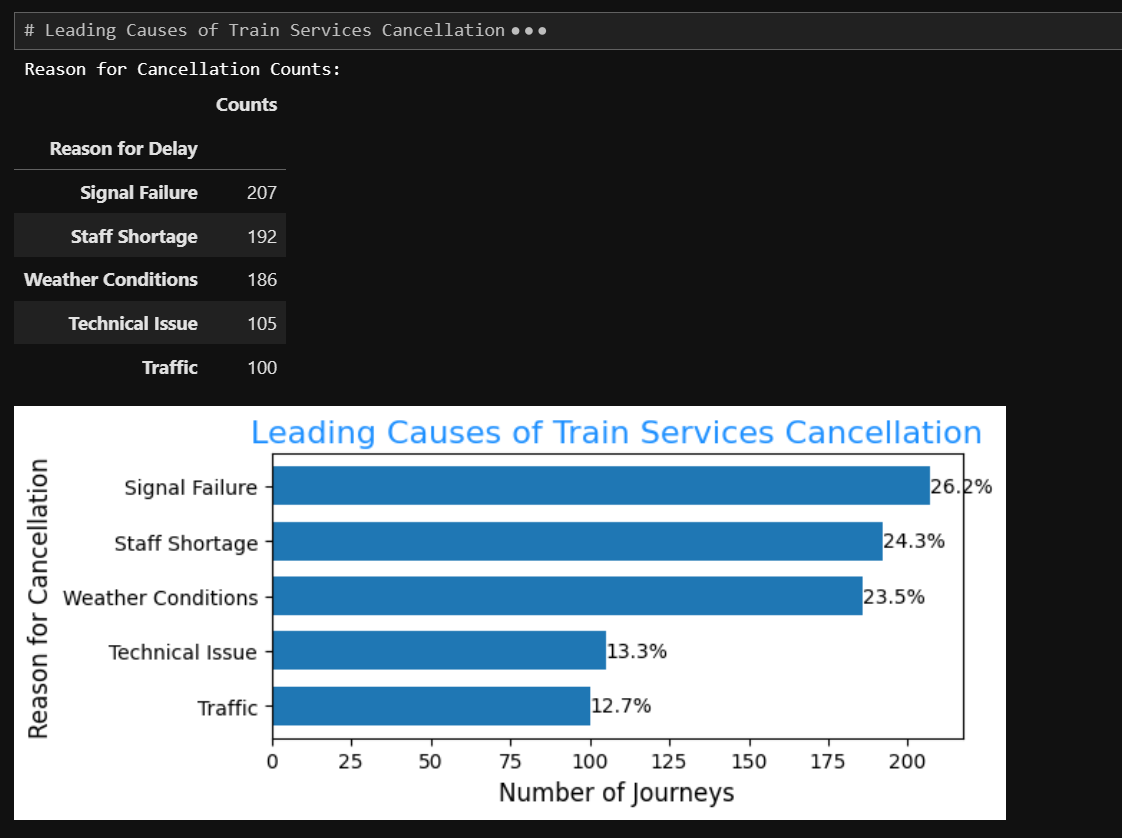 # Leading Causes of Train Services Cancellation •••
Reason for Cancellation Counts:
Counts
Reason for Delay
Signal Failure 207
Staff Shortage 192
Weather Conditions 186
Technical Issue 105
Traffic 100
Leading Causes of Train Services Cancellation
Reason for Cancellation
Signal Failure 26.2%
Staff Shortage 24.3%
Weather Conditions 23.5%
Technical Issue 13.3%
Traffic 12.7%
0 25 50 75 100 125 150 175 200
Number of Journeys